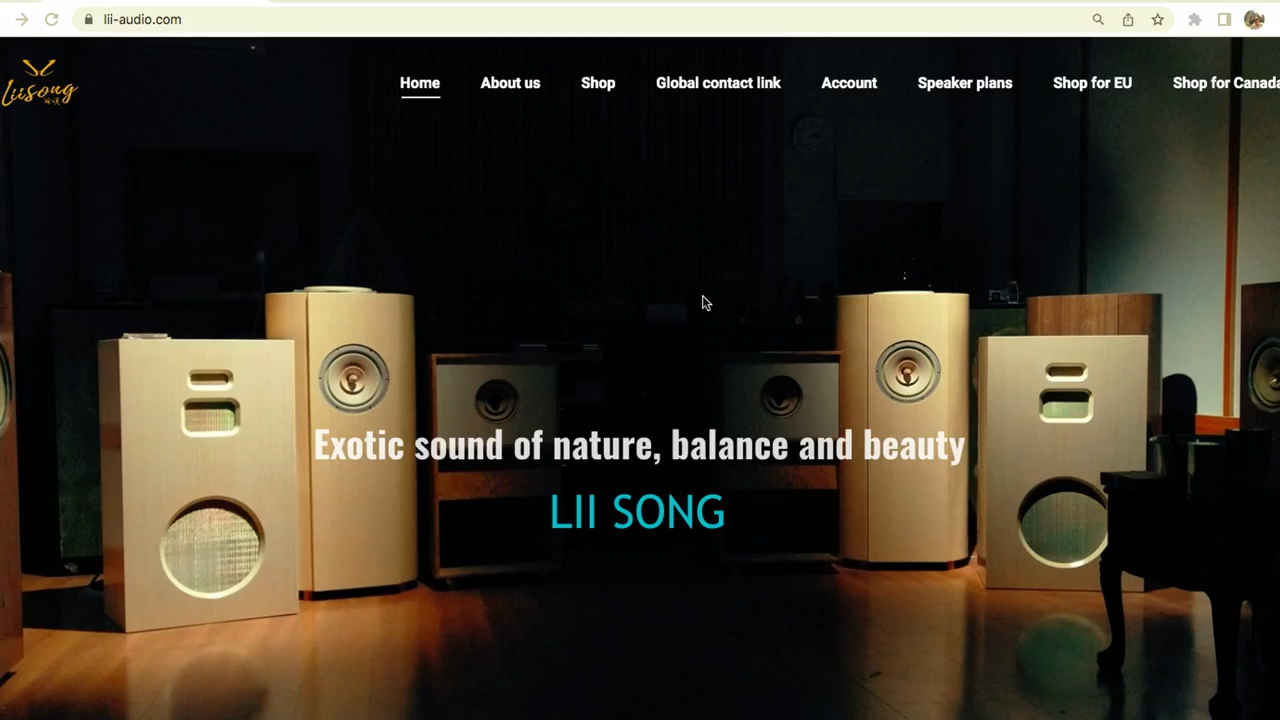 lii-audio.com
Liisong
Home About us Shop Global contact link Account Speaker plans Shop for EU Shop for Canada
Exotic sound of nature, balance and beauty
LII SONG